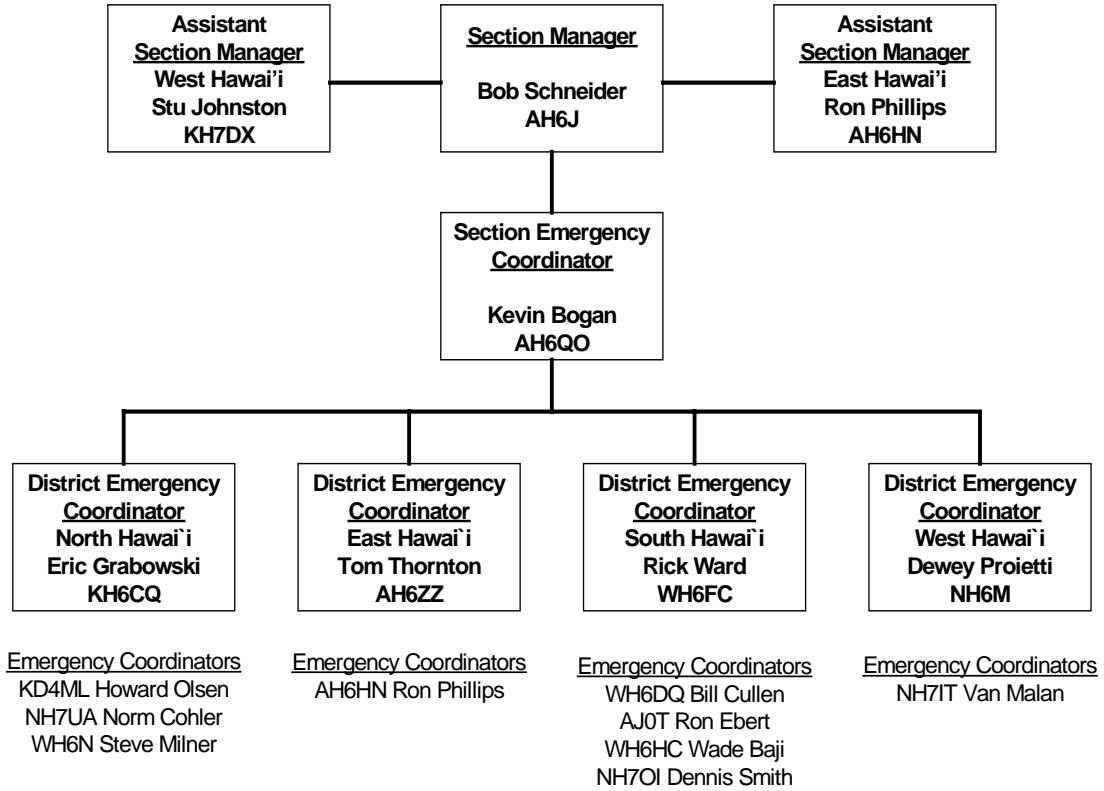 Assistant
Section Manager
West Hawai’i
Stu Johnston
KH7DX
Section Manager
Bob Schneider
AH6J
Assistant
Section Manager
East Hawai’i
Ron Phillips
AH6HN
Section Emergency
Coordinator
Kevin Bogan
AH6QO
District Emergency
Coordinator
North Hawai`i
Eric Grabowski
KH6CQ
District Emergency
Coordinator
East Hawai`i
Tom Thornton
AH6ZZ
District Emergency
Coordinator
South Hawai`i
Rick Ward
WH6FC
District Emergency
Coordinator
West Hawai`i
Dewey Proietti
NH6M
Emergency Coordinators
KD4ML Howard Olsen
NH7UA Norm Cohler
WH6N Steve Milner
Emergency Coordinators
AH6HN Ron Phillips
Emergency Coordinators
WH6DQ Bill Cullen
AJ0T Ron Ebert
WH6HC Wade Baji
NH7OI Dennis Smith
Emergency Coordinators
NH7IT Van Malan